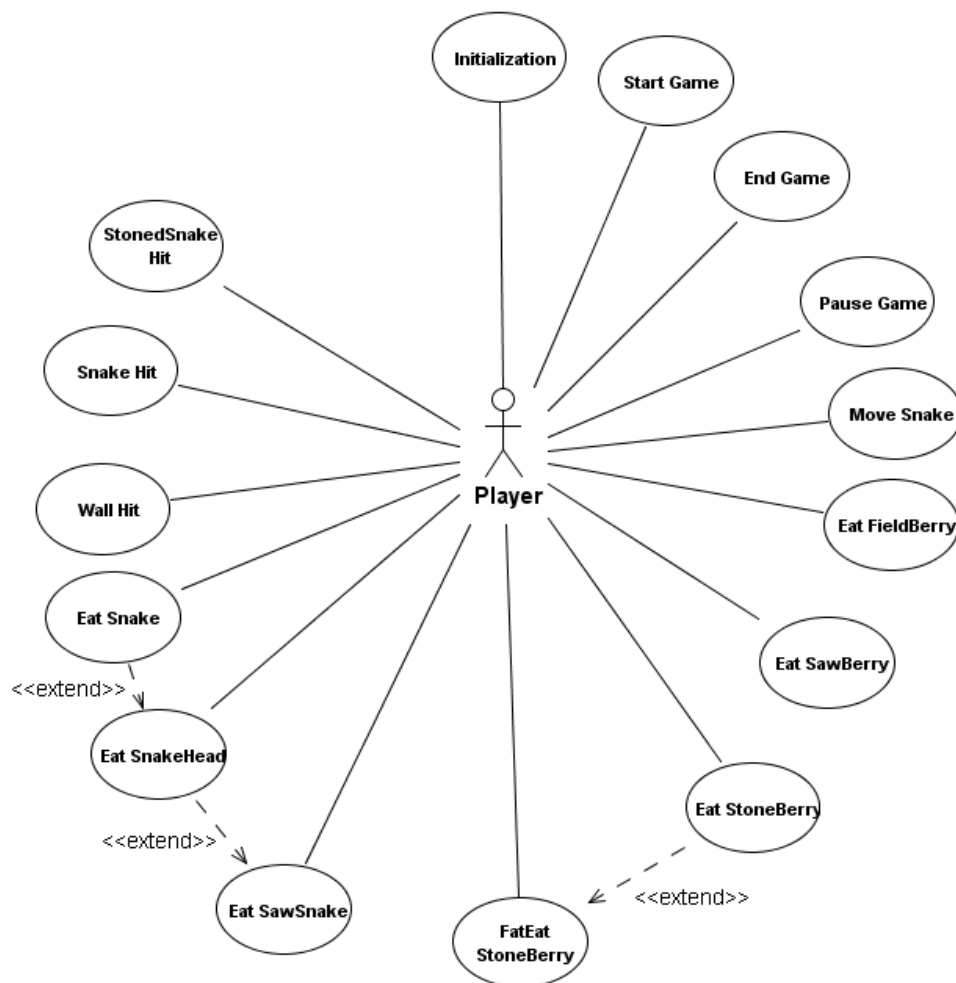 Initialization
Start Game
End Game
StonedSnake
Hit
Pause Game
Snake Hit
Move Snake
Player
Wall Hit
Eat FieldBerry
Eat Snake
Eat SawBerry
<<extend>>
Eat SnakeHead
Eat StoneBerry
<<extend>>
<<extend>>
Eat SawSnake
FatEat
StoneBerry